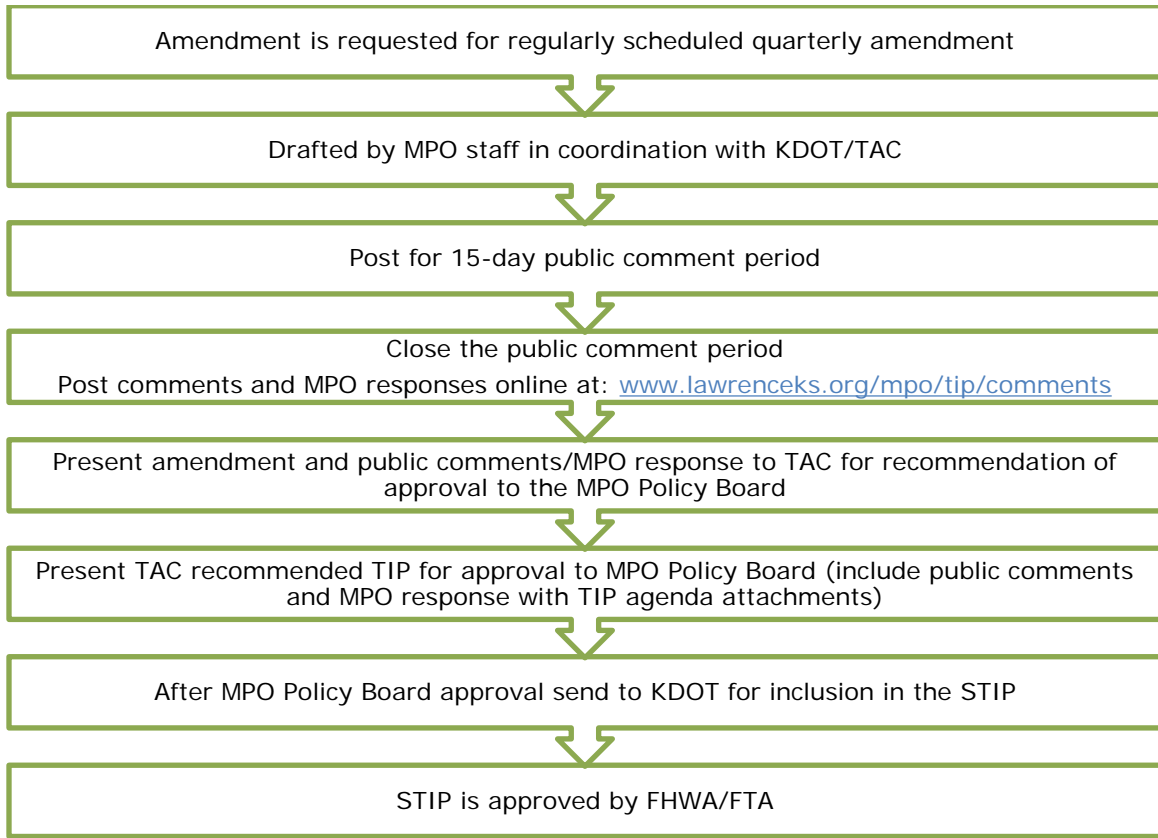 Amendment is requested for regularly scheduled quarterly amendment
Drafted by MPO staff in coordination with KDOT/TAC
Post for 15-day public comment period
Close the public comment period
Post comments and MPO responses online at: www.lawrenceks.org/mpo/tip/comments
Present amendment and public comments/MPO response to TAC for recommendation of
approval to the MPO Policy Board
Present TAC recommended TIP for approval to MPO Policy Board (include public comments
and MPO response with TIP agenda attachments)
After MPO Policy Board approval send to KDOT for inclusion in the STIP
STIP is approved by FHWA/FTA